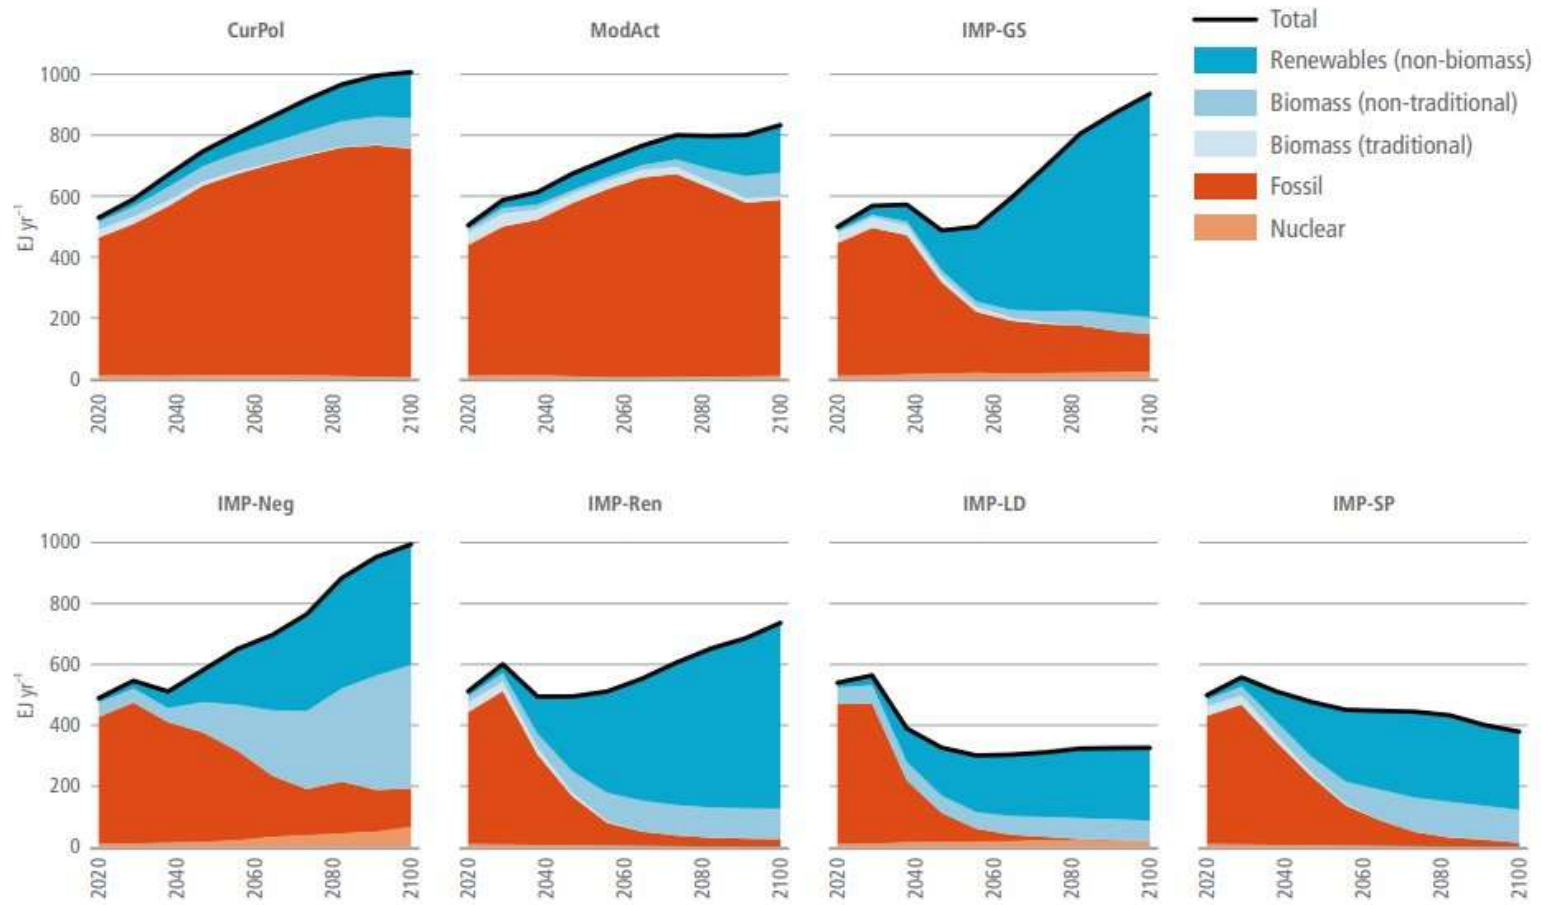 CurPol
ModAct
IMP-GS
Total
Renewables (non-biomass)
Biomass (non-traditional)
Biomass (traditional)
Fossil
Nuclear
EJ yr⁻¹
1000
800
600
400
200
0
2020 2040 2060 2080 2100
2020 2040 2060 2080 2100
2020 2040 2060 2080 2100
IMP-Neg
IMP-Ren
IMP-LD
IMP-SP
EJ yr⁻¹
1000
800
600
400
200
0
2020 2040 2060 2080 2100
2020 2040 2060 2080 2100
2020 2040 2060 2080 2100
2020 2040 2060 2080 2100